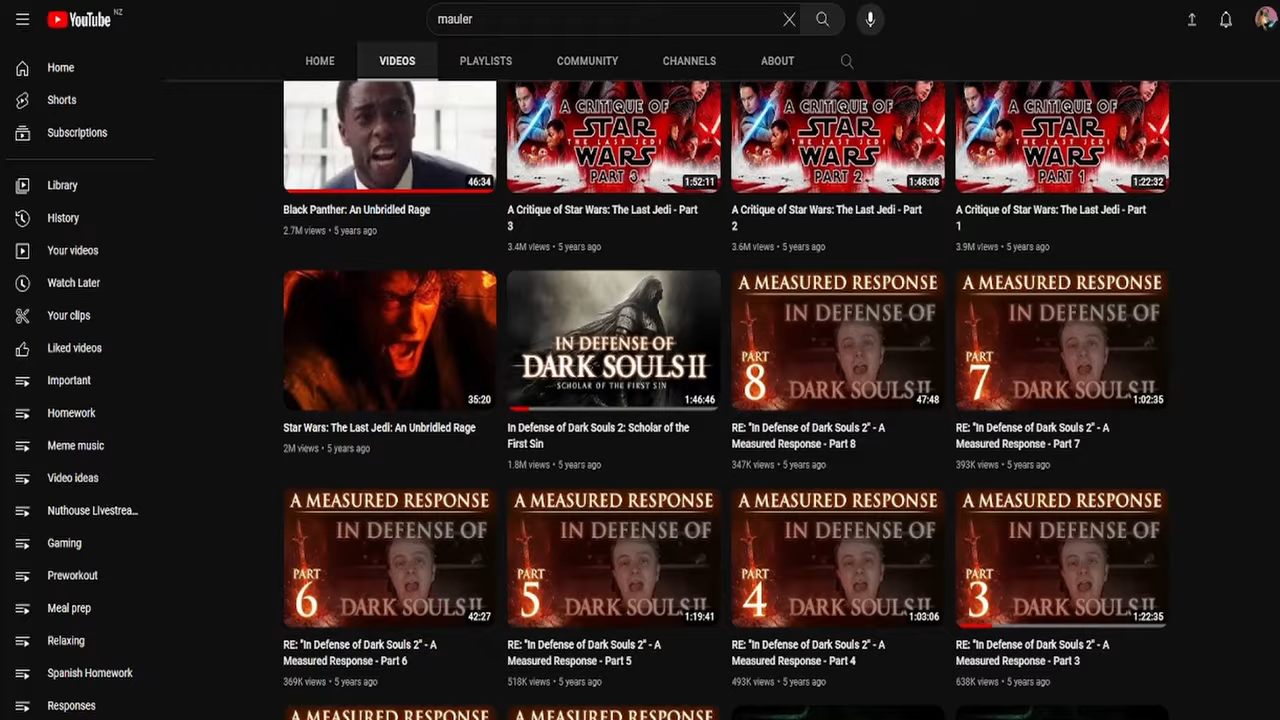 YouTube NZ
mauler
HOME VIDEOS PLAYLISTS COMMUNITY CHANNELS ABOUT
Home
Shorts
Subscriptions
Library
History
Your videos
Watch Later
Your clips
Liked videos
Important
Homework
Meme music
Video ideas
Nuthouse Livestrea...
Gaming
Preworkout
Meal prep
Relaxing
Spanish Homework
Responses
46:34
Black Panther: An Unbridled Rage
2.7M views • 5 years ago
A CRITIQUE OF
STAR
THE LAST JEDI
WARS
PART 3
1:52:11
A Critique of Star Wars: The Last Jedi - Part
3
3.4M views • 5 years ago
A CRITIQUE OF
STAR
THE LAST JEDI
WARS
PART 2
1:48:08
A Critique of Star Wars: The Last Jedi - Part
2
3.6M views • 5 years ago
A CRITIQUE OF
STAR
THE LAST JEDI
WARS
PART 1
1:22:32
A Critique of Star Wars: The Last Jedi - Part
1
3.9M views • 5 years ago
35:20
Star Wars: The Last Jedi: An Unbridled Rage
2M views • 5 years ago
IN DEFENSE OF
DARK SOULS II
SCHOLAR OF THE FIRST SIN
1:46:46
In Defense of Dark Souls 2: Scholar of the
First Sin
1.8M views • 5 years ago
A MEASURED RESPONSE
IN DEFENSE OF
PART
8
DARK SOULS II
47:48
RE: "In Defense of Dark Souls 2" - A
Measured Response - Part 8
347K views • 5 years ago
A MEASURED RESPONSE
IN DEFENSE OF
PART
7
DARK SOULS II
1:02:35
RE: "In Defense of Dark Souls 2" - A
Measured Response - Part 7
393K views • 5 years ago
A MEASURED RESPONSE
IN DEFENSE OF
PART
6
DARK SOULS II
42:27
RE: "In Defense of Dark Souls 2" - A
Measured Response - Part 6
369K views • 5 years ago
A MEASURED RESPONSE
IN DEFENSE OF
PART
5
DARK SOULS II
1:19:41
RE: "In Defense of Dark Souls 2" - A
Measured Response - Part 5
518K views • 5 years ago
A MEASURED RESPONSE
IN DEFENSE OF
PART
4
DARK SOULS II
1:03:06
RE: "In Defense of Dark Souls 2" - A
Measured Response - Part 4
493K views • 5 years ago
A MEASURED RESPONSE
IN DEFENSE OF
PART
3
DARK SOULS II
1:22:35
RE: "In Defense of Dark Souls 2" - A
Measured Response - Part 3
638K views • 5 years ago
A MEASURED RESPONSE
A MEASURED RESPONSE